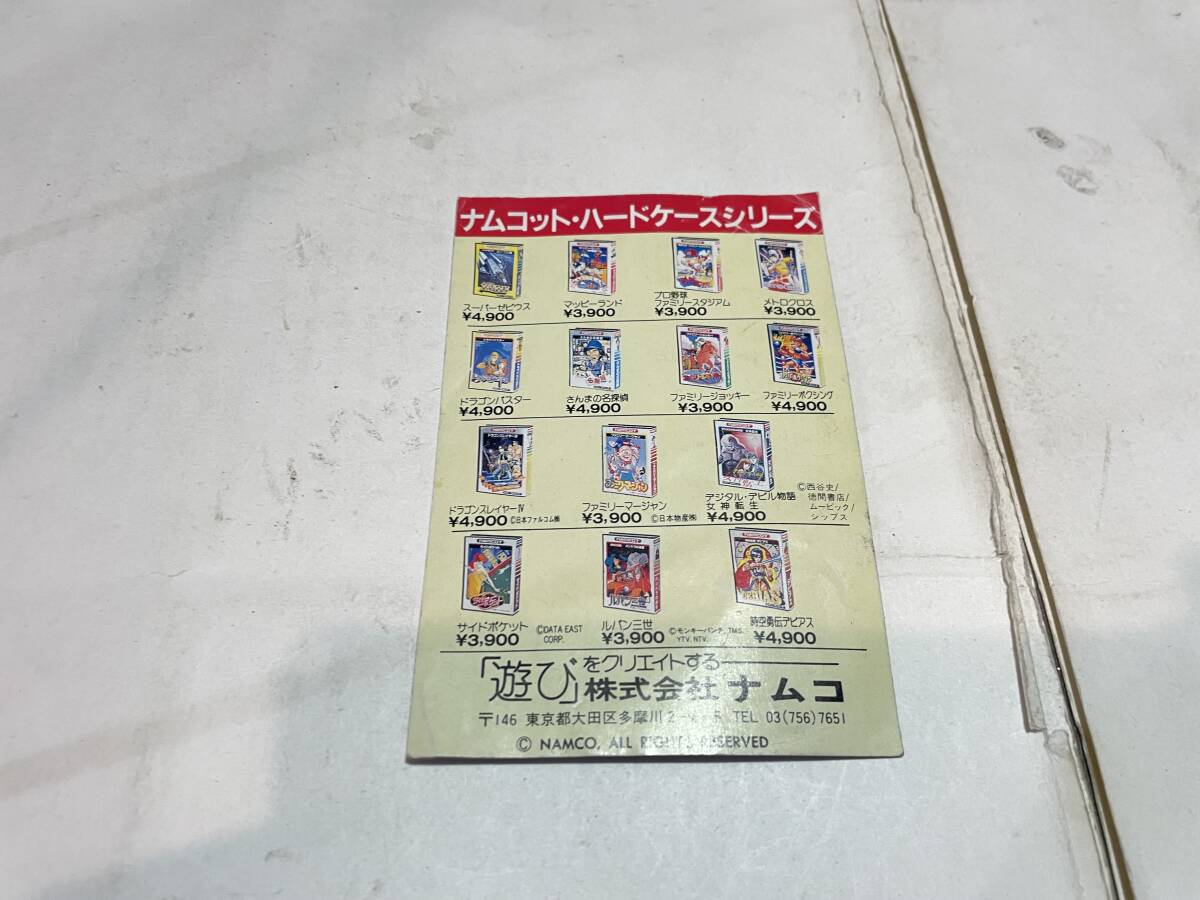 ナムコット・ハードケースシリーズ
スーパーゼビウス
¥4,900
マッピーランド
¥3,900
プロ野球
ファミリースタジアム
¥3,900
メトロクロス
¥3,900
ドラゴンバスター
¥4,900
さんまの名探偵
¥4,900
ファミリージョッキー
¥3,900
ファミリーボクシング
¥4,900
ドラゴンスレイヤーⅣ
¥4,900 ©日本ファルコム㈱
ファミリーマージャン
¥3,900 ©日本物産㈱
デジタル・デビル物語
女神転生
¥4,900
©西谷史/
徳間書店/
ムービック/
シップス
サイドポケット
¥3,900
©DATA EAST
CORP.
ルパン三世
¥3,900
©モンキーパンチ, T.M.S.
YTV. NTV.
時空勇伝デビアス
¥4,900
「遊び」をクリエイトする
株式会社ナムコ
〒146 東京都大田区多摩川2 TEL 03(756)7651
© NAMCO, ALL RIGHTS RESERVED